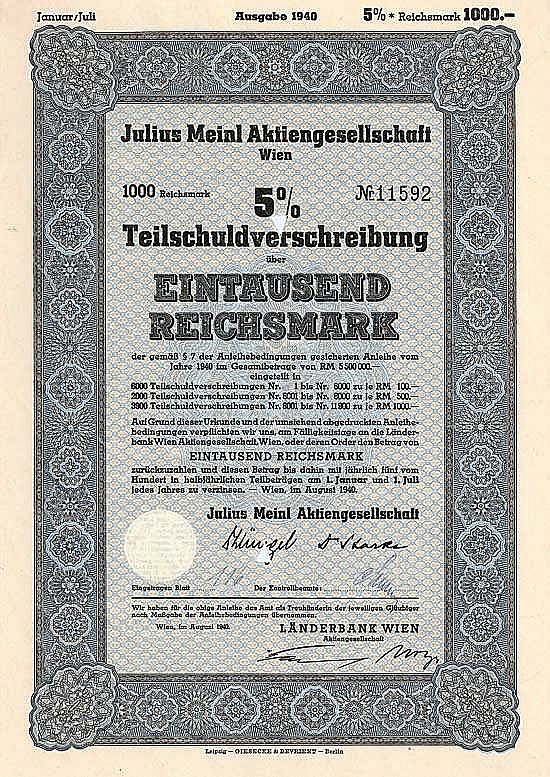 Januar/Juli
Ausgabe 1940
5% * Reichsmark 1000.–
Julius Meinl Aktiengesellschaft
Wien
1000 Reichsmark
5%
№ 11592
Teilschuldverschreibung
über
EINTAUSEND
REICHSMARK
der gemäß § 7 der Anleihebedingungen gesicherten Anleihe vom
Jahre 1940 im Gesamtbetrage von RM 5 500 000.—
eingeteilt in
6000 Teilschuldverschreibungen Nr. 1 bis Nr. 6000 zu je RM 100.—
2000 Teilschuldverschreibungen Nr. 6001 bis Nr. 8000 zu je RM 500.—
3900 Teilschuldverschreibungen Nr. 8001 bis Nr. 11900 zu je RM 1000.—
Auf Grund dieser Urkunde und der umstehend abgedruckten Anleihe-
bedingungen verpflichten wir uns, am Fälligkeitstage an die Länder-
bank Wien Aktiengesellschaft, Wien, oder deren Order den Betrag von
EINTAUSEND REICHSMARK
zurückzuzahlen und diesen Betrag bis dahin mit jährlich fünf vom
Hundert in halbjährlichen Teilbeträgen am 1. Januar und 1. Juli
jedes Jahres zu verzinsen. — Wien, im August 1940.
Julius Meinl Aktiengesellschaft
Eingetragen Blatt
Der Kontrollbeamte:
Wir haben für die obige Anleihe das Amt als Treuhänderin der jeweiligen Gläubiger
nach Maßgabe der Anleihebedingungen übernommen.
Wien, im August 1940.
LÄNDERBANK WIEN
Aktiengesellschaft
Leipzig — GIESECKE & DEVRIENT — Berlin